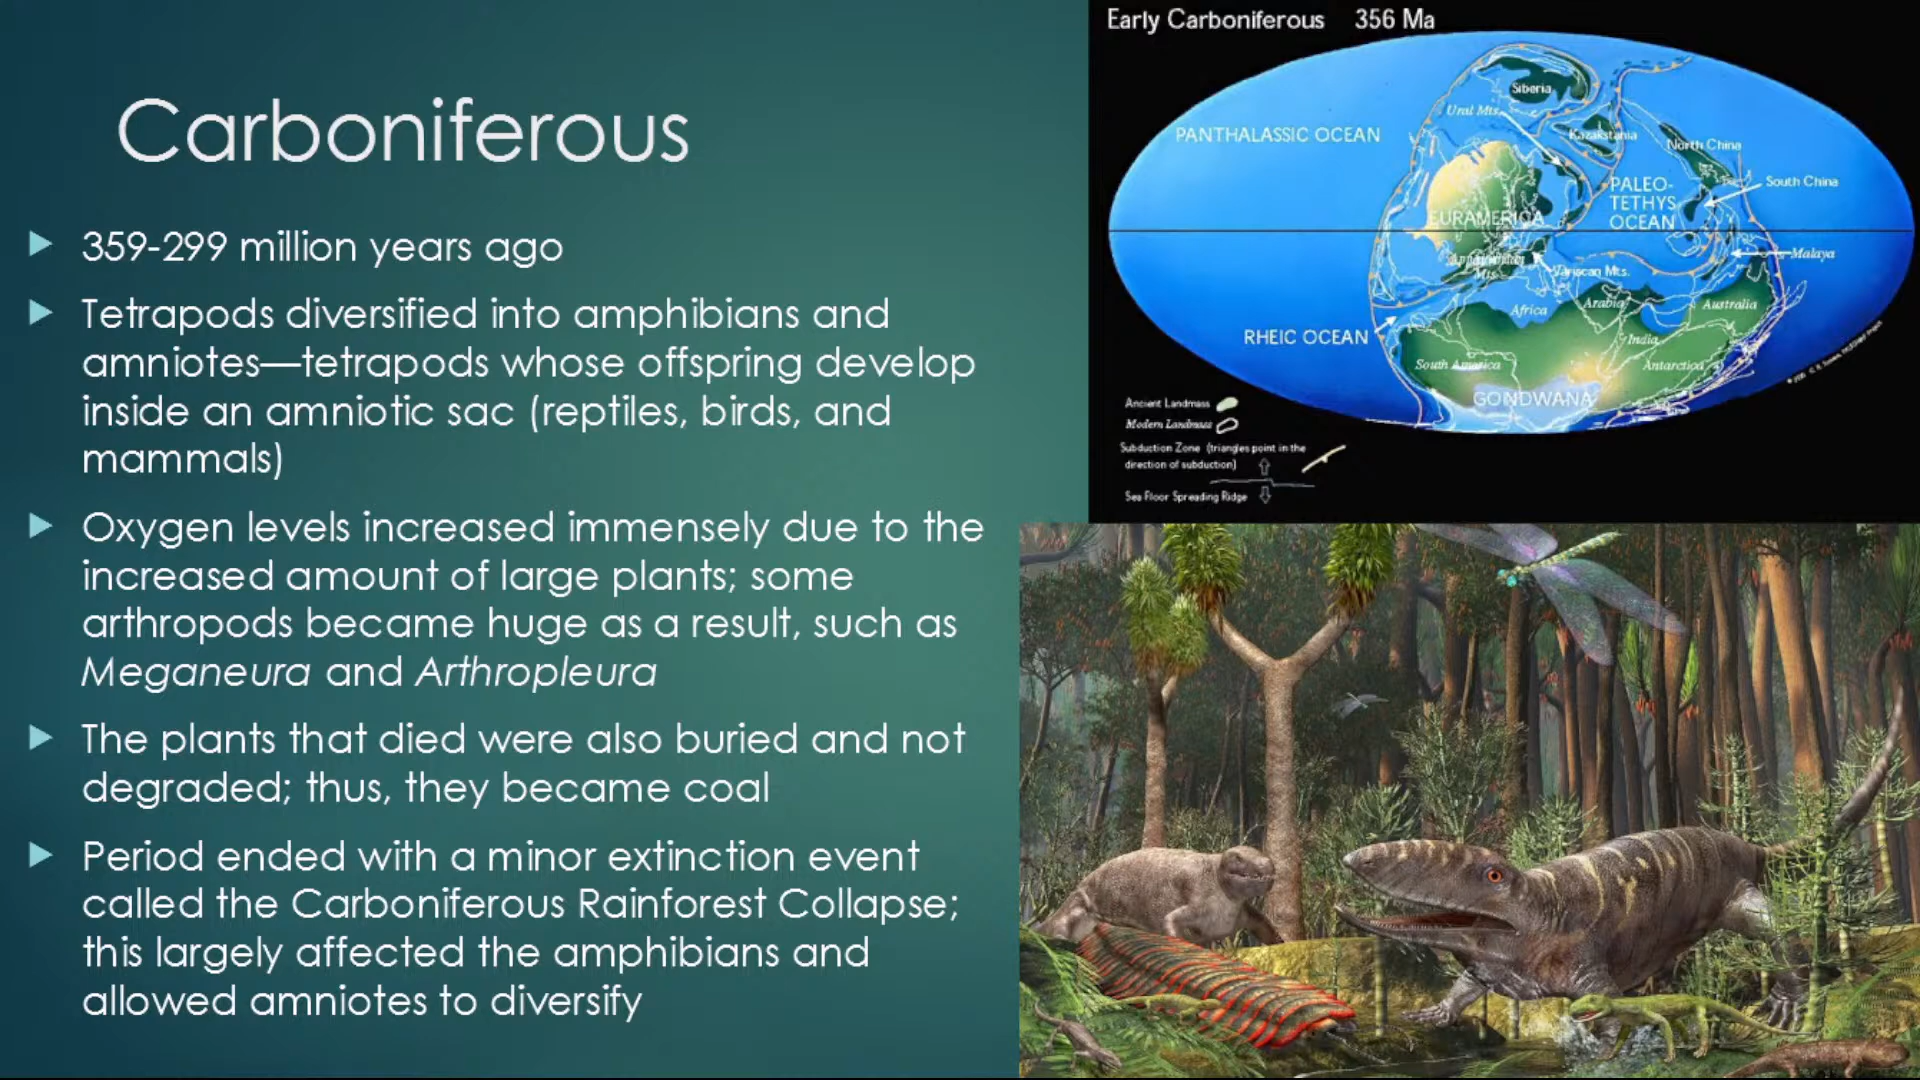 Carboniferous
359-299 million years ago
Tetrapods diversified into amphibians and
amniotes—tetrapods whose offspring develop
inside an amniotic sac (reptiles, birds, and
mammals)
Oxygen levels increased immensely due to the
increased amount of large plants; some
arthropods became huge as a result, such as
Meganeura and Arthropleura
The plants that died were also buried and not
degraded; thus, they became coal
Period ended with a minor extinction event
called the Carboniferous Rainforest Collapse;
this largely affected the amphibians and
allowed amniotes to diversify
Early Carboniferous 356 Ma
Siberia
Ural Mts.
PANTHALASSIC OCEAN
Kazakstania
North China
PALEO-
TETHYS
OCEAN
South China
EURAMERICA
Mts.
Variscan Mts.
Malaya
Africa
Arabia
Australia
RHEIC OCEAN
India
South America
Antarctica
GONDWANA
Ancient Landmass
Modern Landmass
Subduction Zone (triangles point in the
direction of subduction)
Sea Floor Spreading Ridge